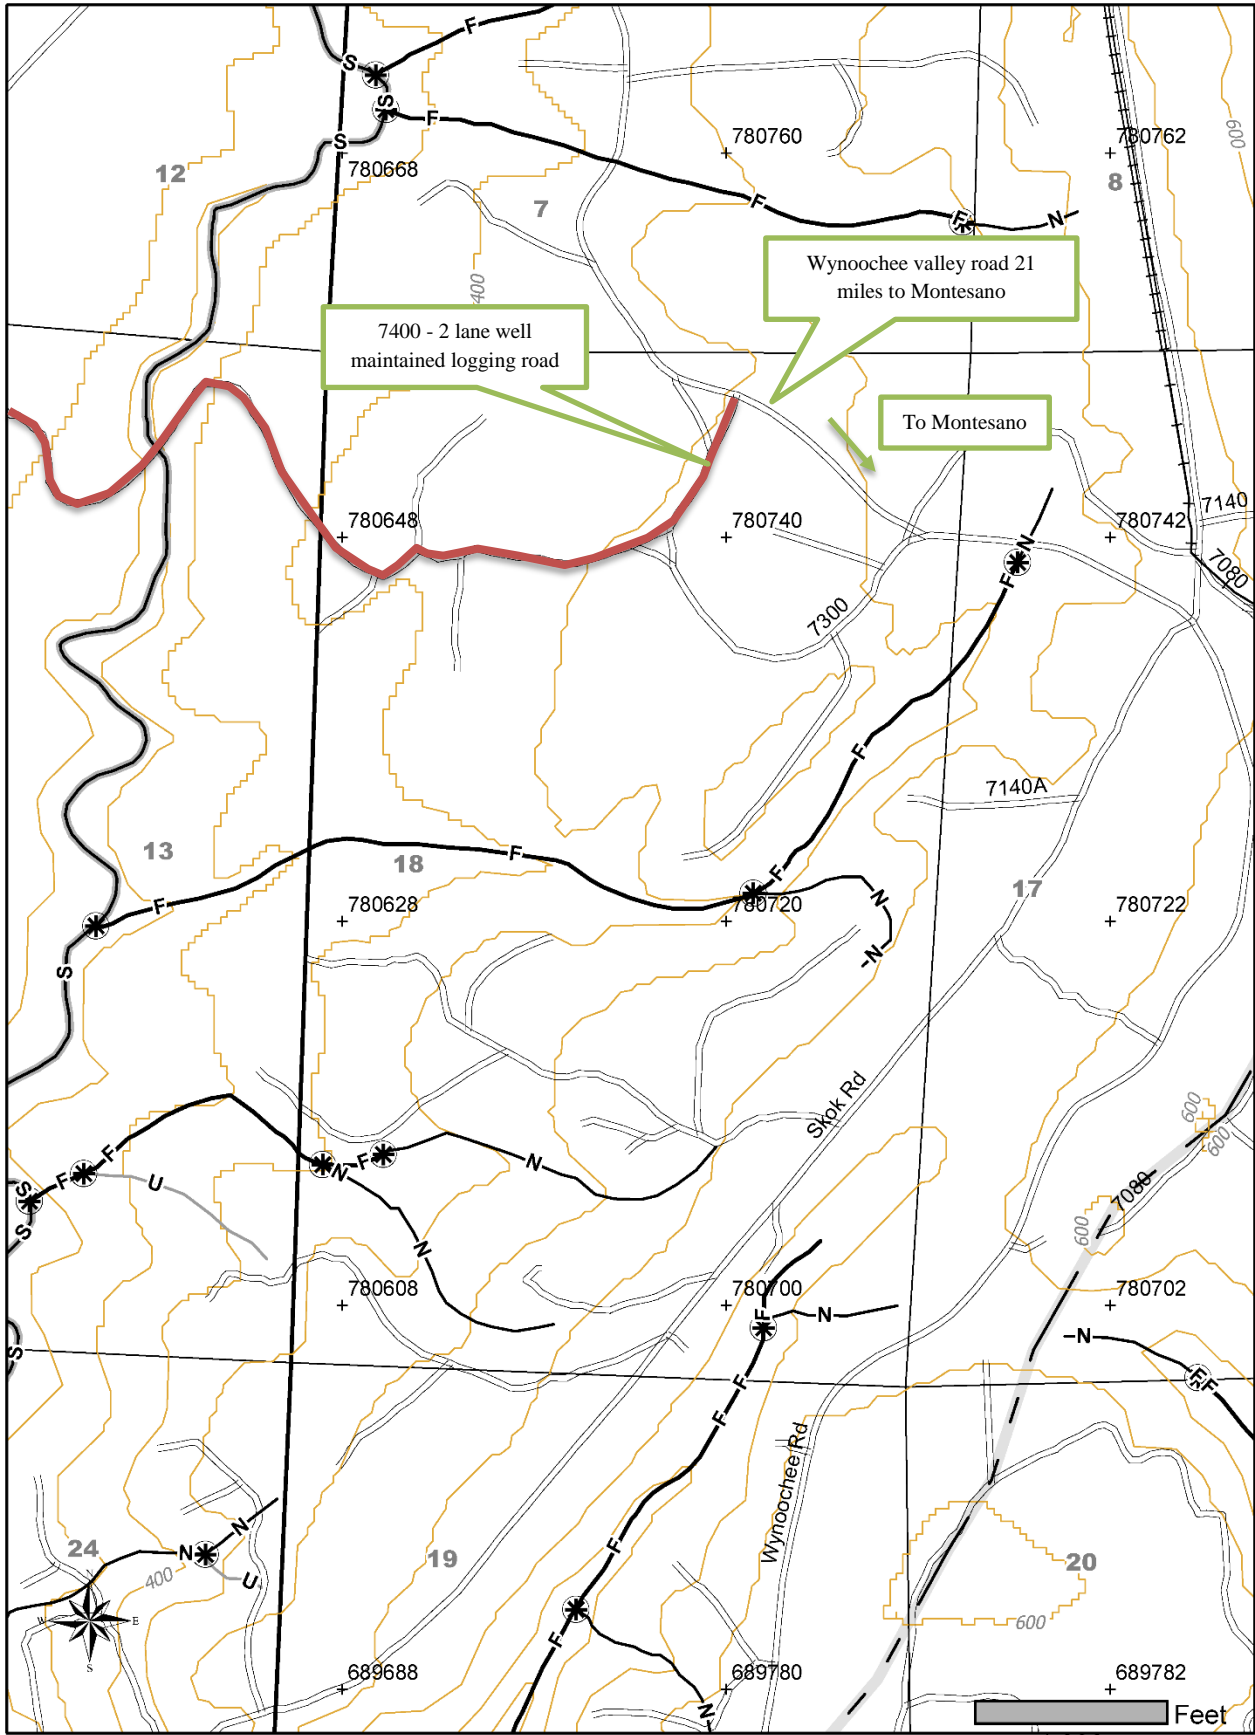 F
S
S
F
S
780668
780760
780762
600
12
7
8
F
F
N
400
Wynoochee valley road 21
miles to Montesano
7400 - 2 lane well
maintained logging road
To Montesano
780648
780740
780742
7140
7080
N
F
7300
F
7140A
13
18
F
F
17
F
780628
780720
780722
N
N
S
Skok Rd
600
600
F
F
U
S
S
N
F
N
N
7080
600
780608
780700
780702
F
N
N
S
F
F
F
F
Wynoochee Rd
N
N
24
400
U
19
F
20
600
N
W
E
S
F
689688
689780
689782
N
Feet